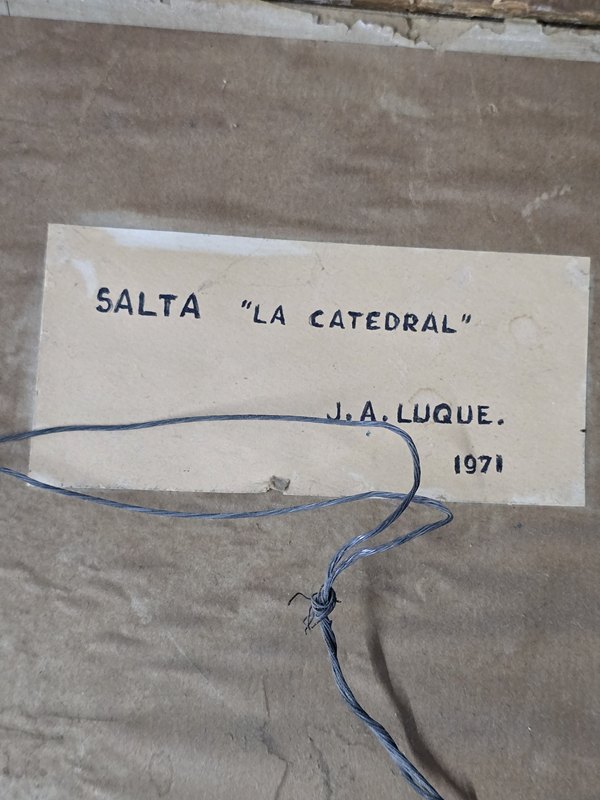 SALTA "LA CATEDRAL"
J. A. LUQUE.
1971